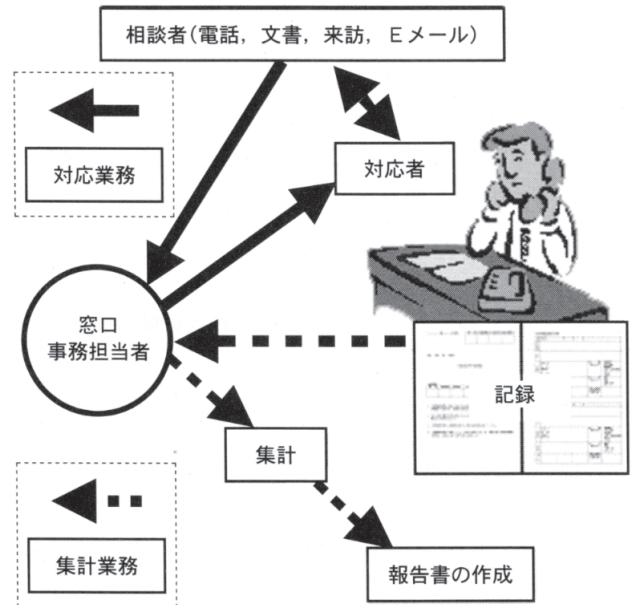 相談者(電話，文書，来訪，Eメール)
対応業務
対応者
窓口
事務担当者
記録
集計
集計業務
報告書の作成